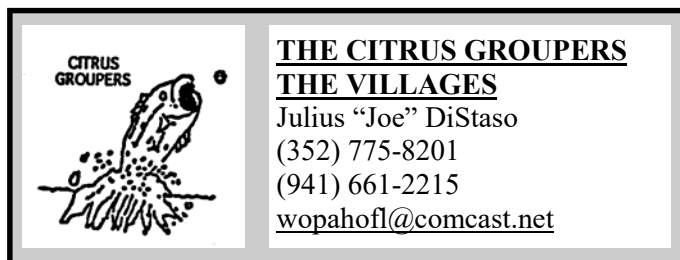 CITRUS
GROUPERS
THE CITRUS GROUPERS
THE VILLAGES
Julius “Joe” DiStaso
(352) 775-8201
(941) 661-2215
wopahofl@comcast.net